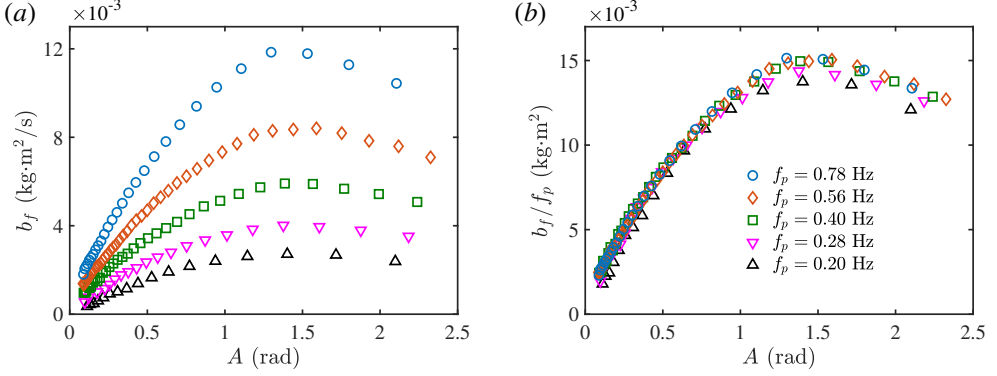 (a)
×10⁻³
12
8
4
0
b_f (kg·m²/s)
0 0.5 1 1.5 2 2.5
A (rad)
(b)
×10⁻³
15
10
5
0
b_f / f_p (kg·m²)
f_p = 0.78 Hz
f_p = 0.56 Hz
f_p = 0.40 Hz
f_p = 0.28 Hz
f_p = 0.20 Hz
0 0.5 1 1.5 2 2.5
A (rad)